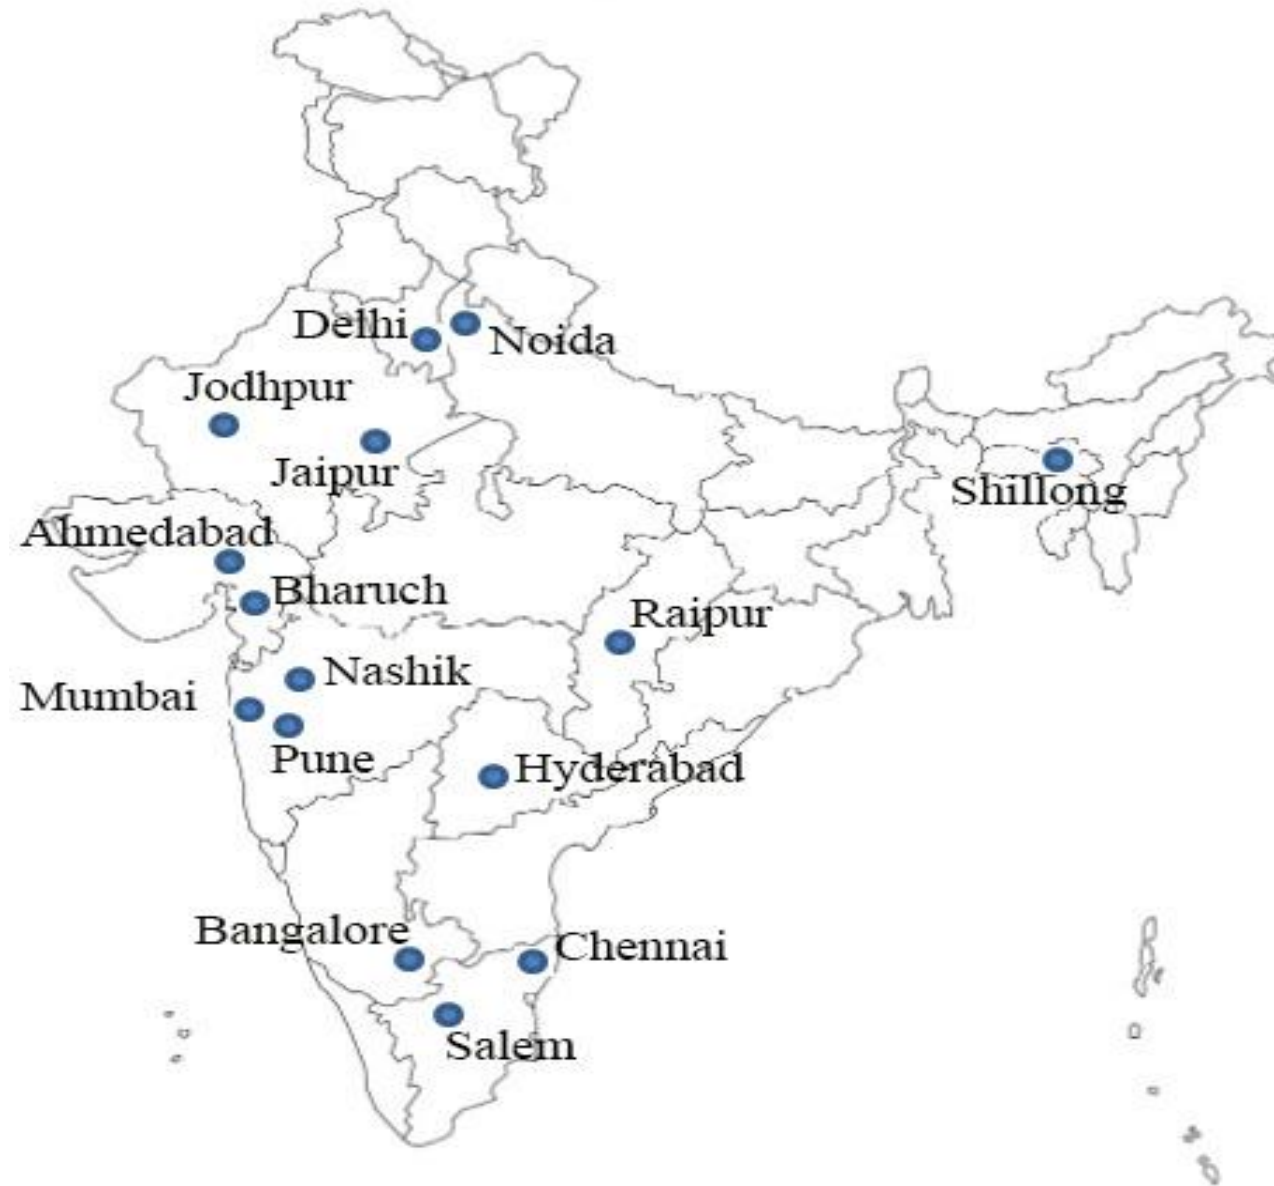 Delhi
Noida
Jodhpur
Jaipur
Shillong
Ahmedabad
Bharuch
Raipur
Nashik
Mumbai
Pune
Hyderabad
Bangalore
Chennai
Salem